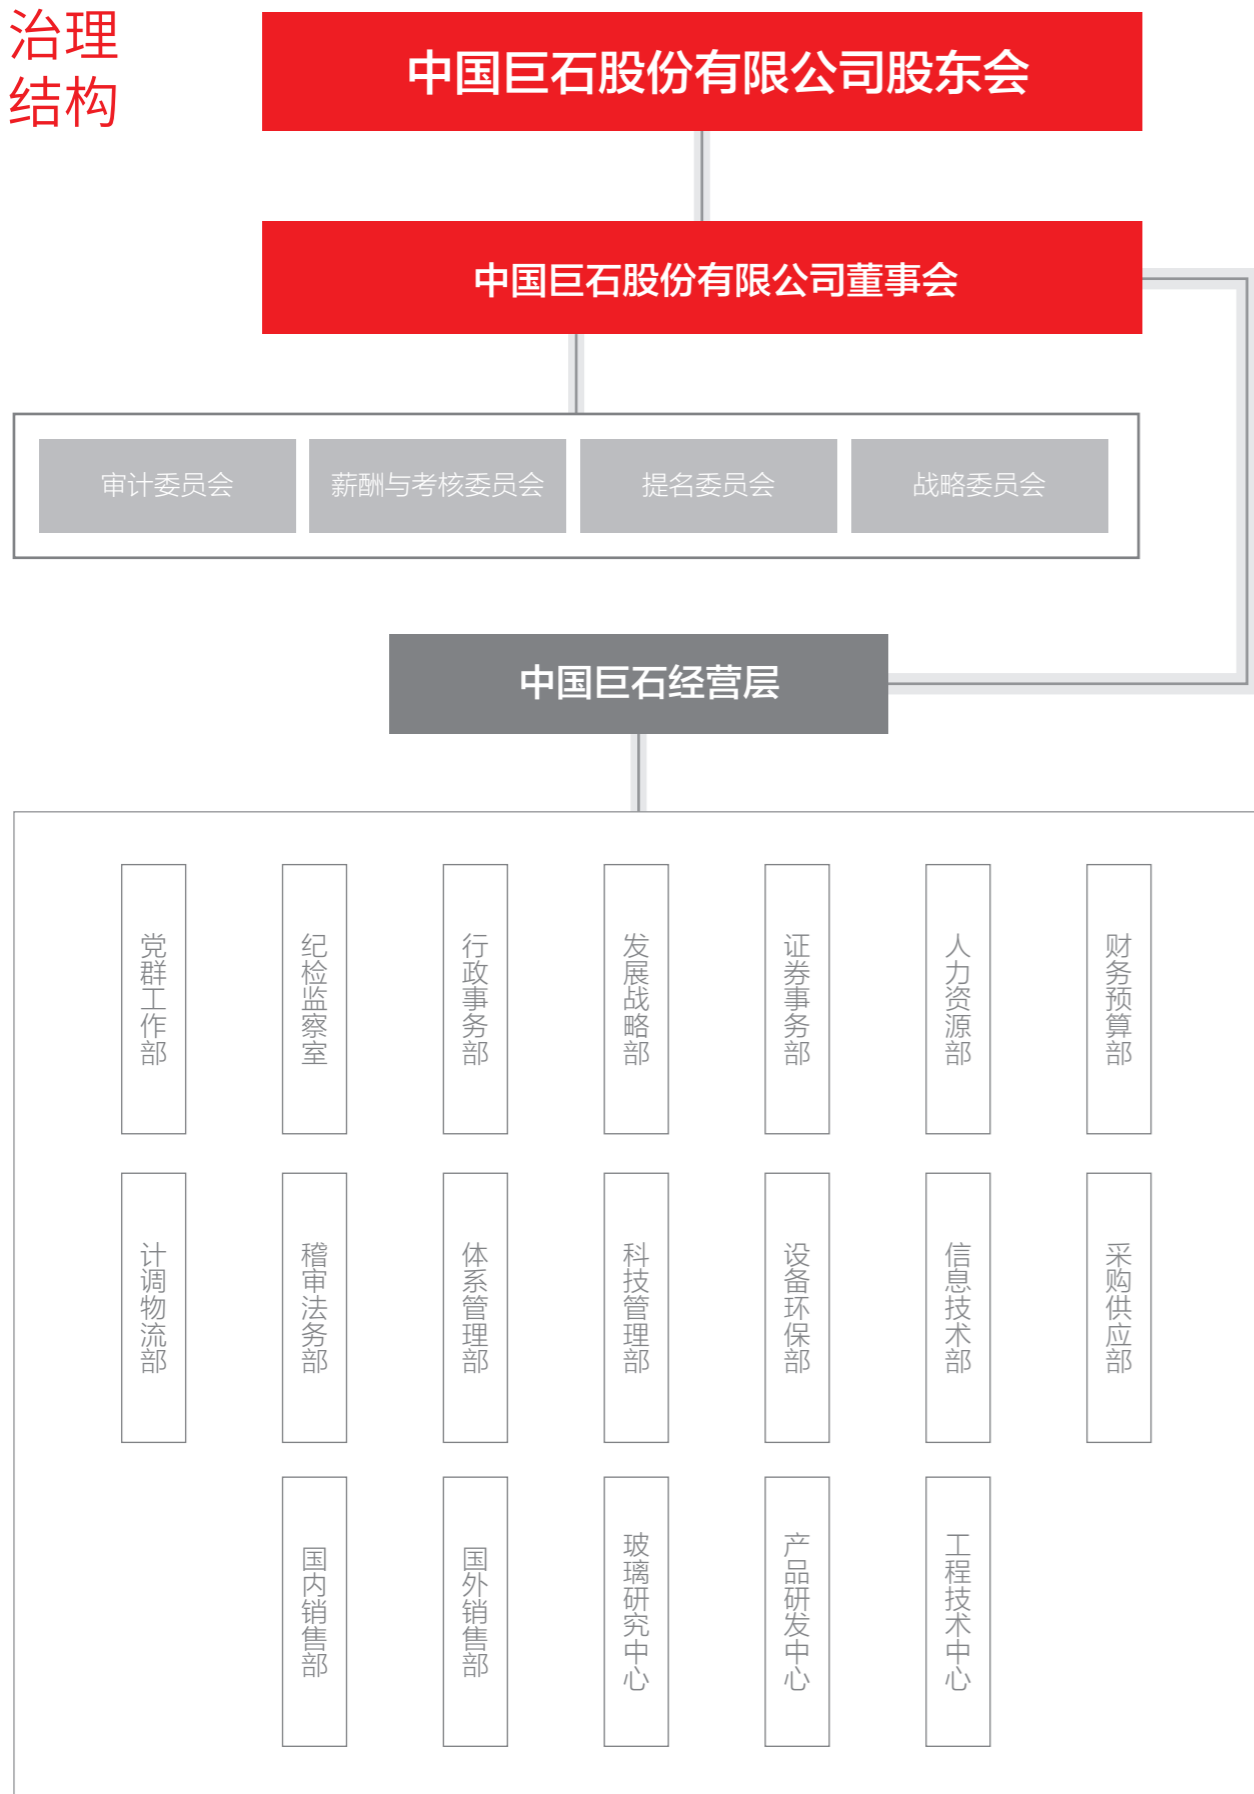 治理
结构
中国巨石股份有限公司股东会
中国巨石股份有限公司董事会
审计委员会
薪酬与考核委员会
提名委员会
战略委员会
中国巨石经营层
党群工作部
纪检监察室
行政事务部
发展战略部
证券事务部
人力资源部
财务预算部
计调物流部
稽审法务部
体系管理部
科技管理部
设备环保部
信息技术部
采购供应部
国内销售部
国外销售部
玻璃研究中心
产品研发中心
工程技术中心